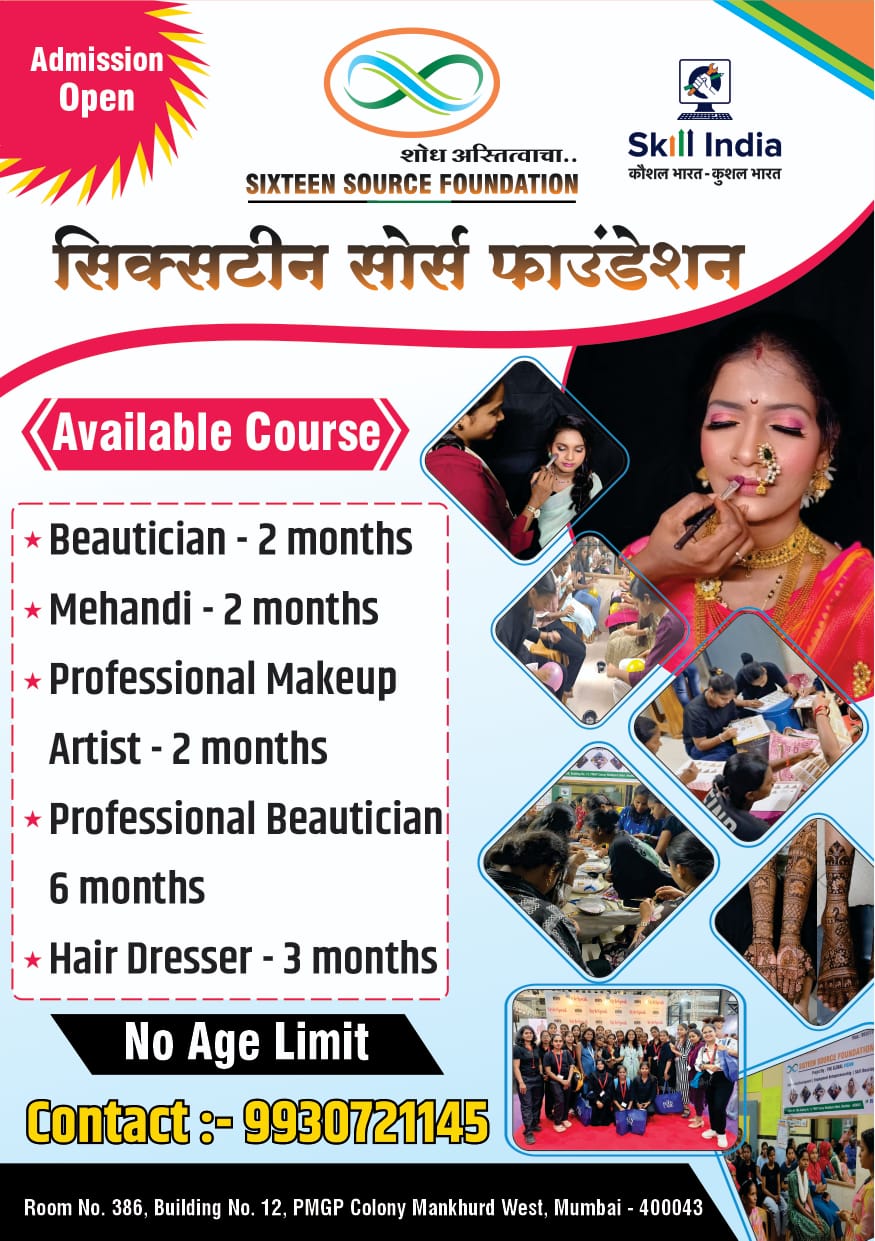 Admission
Open
शोध अस्तित्वाचा..
SIXTEEN SOURCE FOUNDATION
Skill India
कौशल भारत - कुशल भारत
सिक्सटीन सोर्स फाउंडेशन
Available Course
Beautician - 2 months
Mehandi - 2 months
Professional Makeup
Artist - 2 months
Professional Beautician
6 months
Hair Dresser - 3 months
No Age Limit
Contact :- 9930721145
SIXTEEN SOURCE FOUNDATION
Room No. 386, Building No. 12, PMGP Colony Mankhurd West, Mumbai - 400043